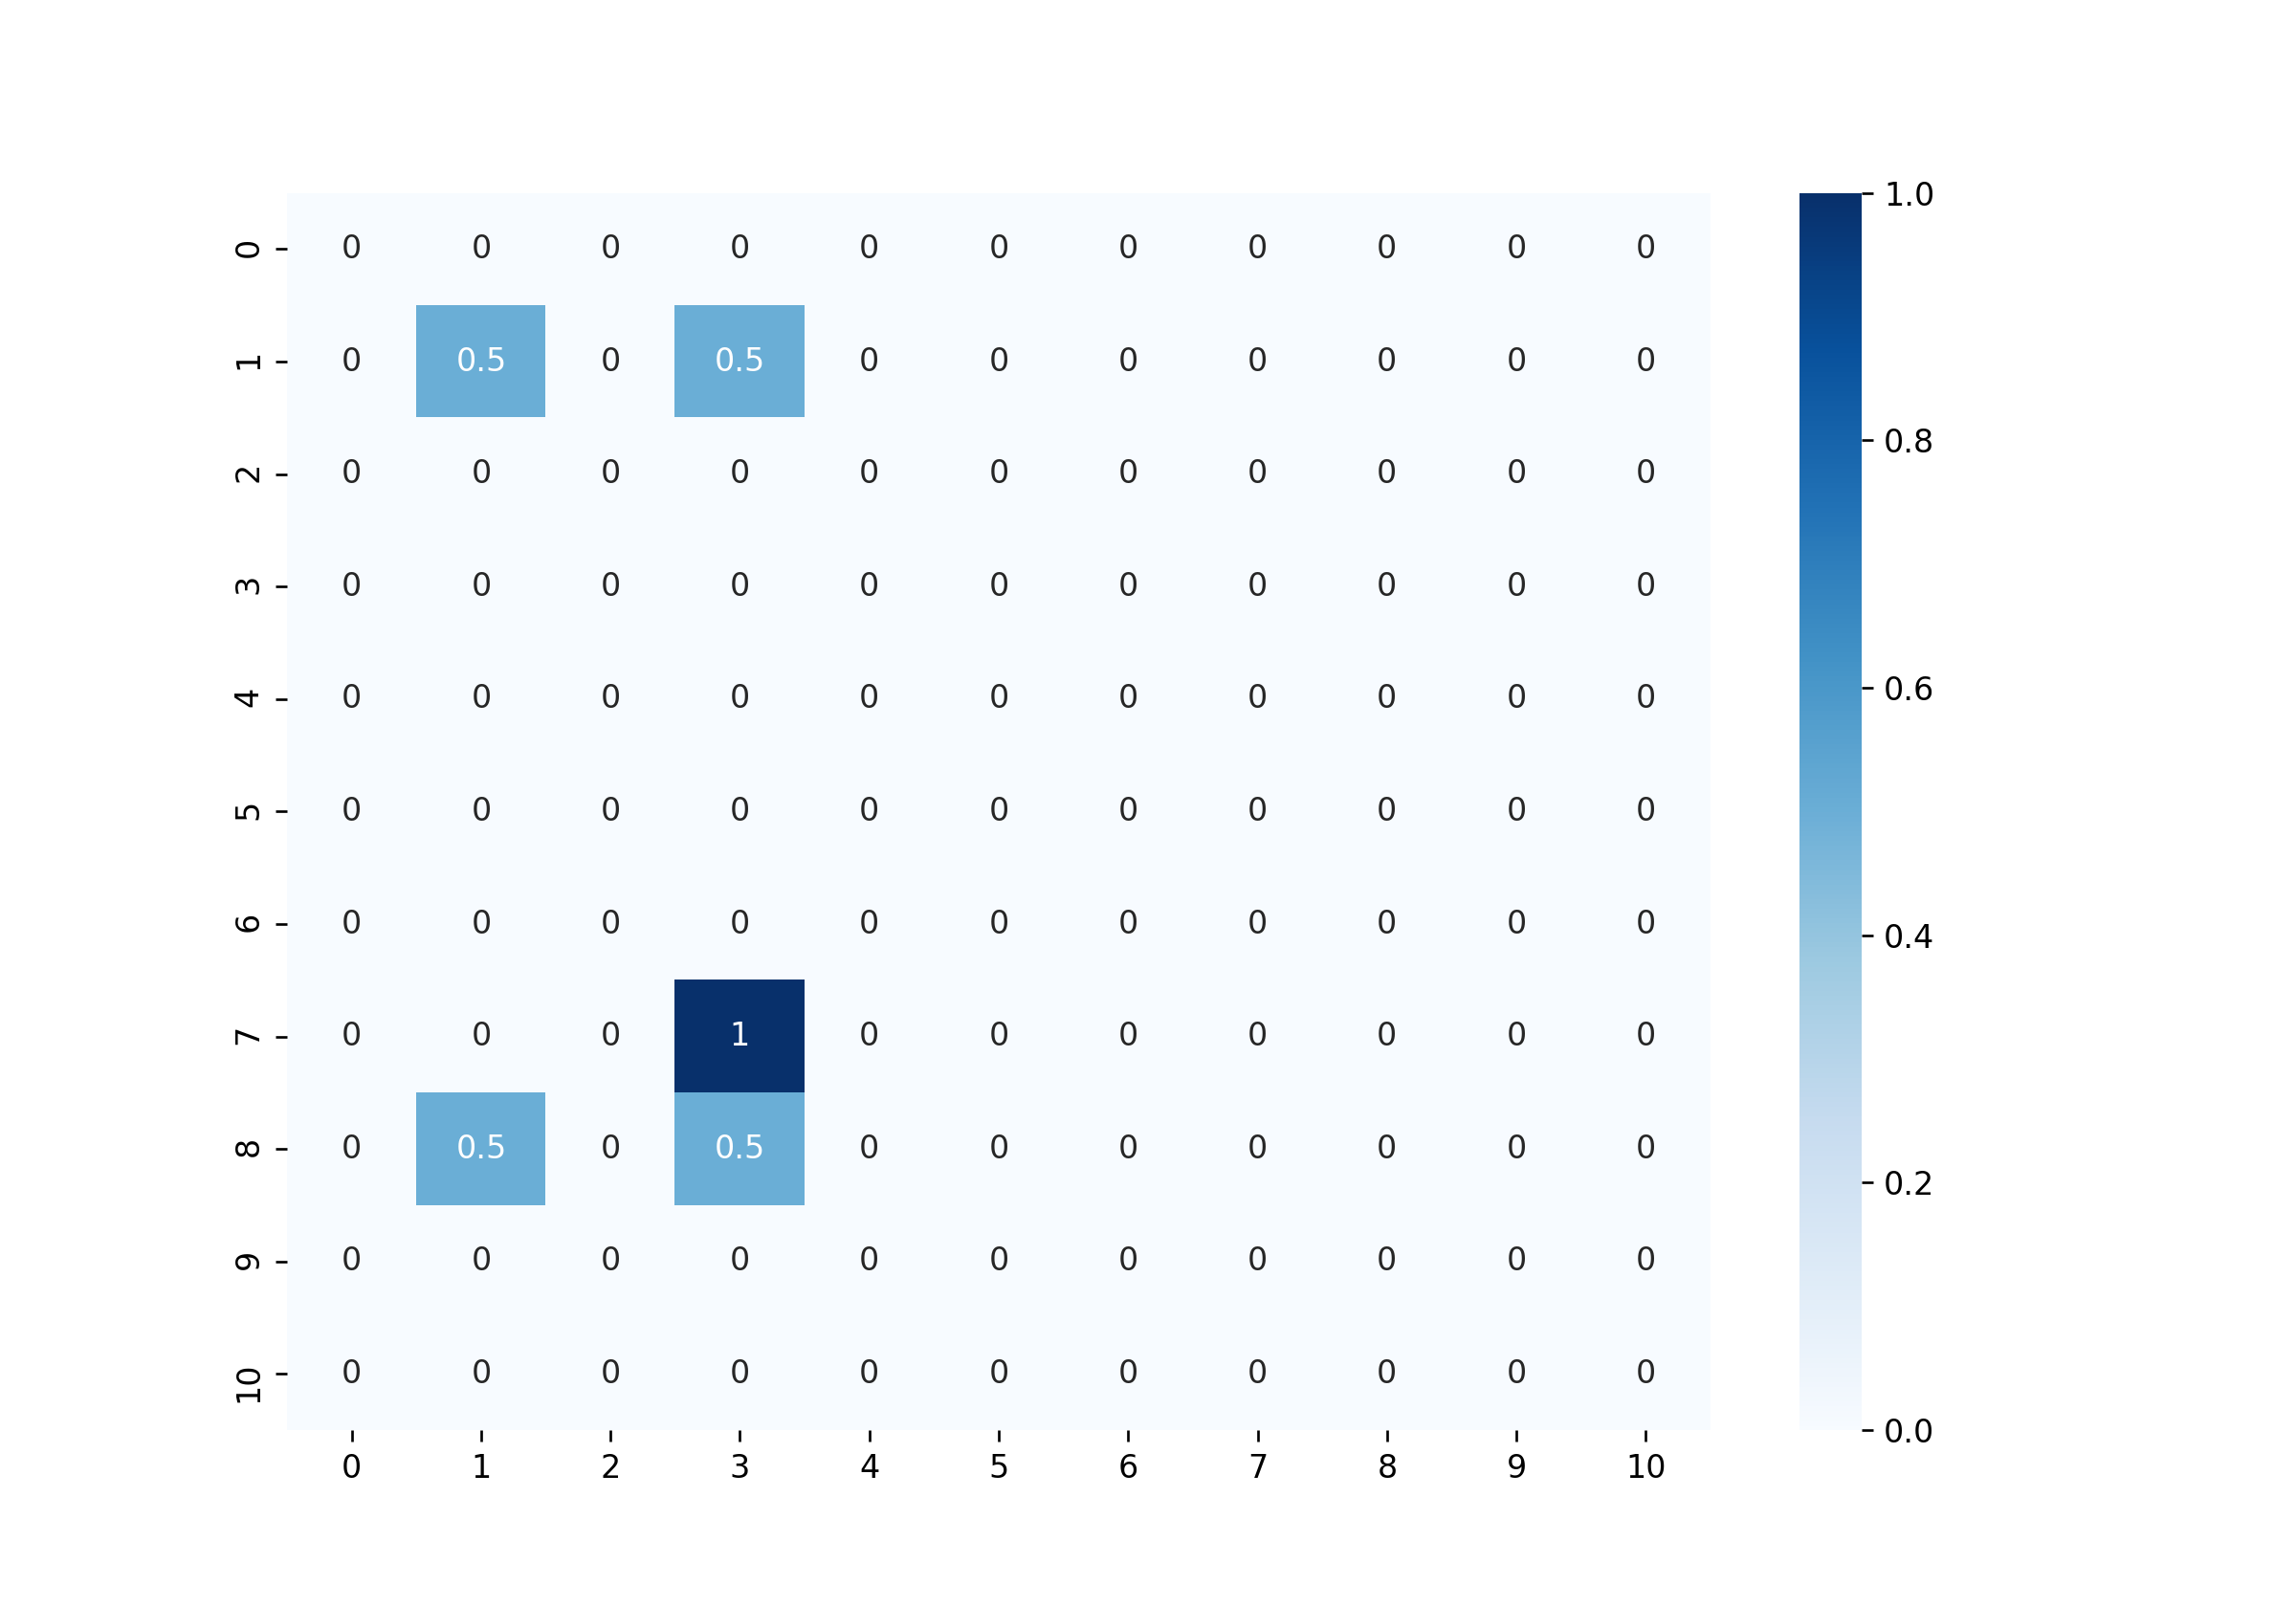 1.0
0 0 0 0 0 0 0 0 0 0 0 0
1 0 0.5 0 0.5 0 0 0 0 0 0 0
0.8
2 0 0 0 0 0 0 0 0 0 0 0
3 0 0 0 0 0 0 0 0 0 0 0
4 0 0 0 0 0 0 0 0 0 0 0
0.6
5 0 0 0 0 0 0 0 0 0 0 0
6 0 0 0 0 0 0 0 0 0 0 0
0.4
7 0 0 0 1 0 0 0 0 0 0 0
8 0 0.5 0 0.5 0 0 0 0 0 0 0
0.2
9 0 0 0 0 0 0 0 0 0 0 0
10 0 0 0 0 0 0 0 0 0 0 0
0.0
0 1 2 3 4 5 6 7 8 9 10